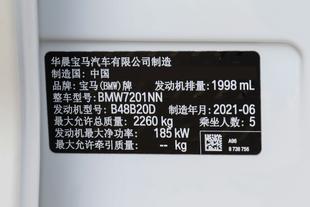 华晨宝马汽车有限公司制造
制造国：中国
品牌：宝马(BMW)牌 发动机排量：1998 mL
整车型号：BMW7201NN
发动机型号：B48B20D 制造年月：2021-06
最大允许总质量：2260 kg 乘坐人数：5
发动机最大净功率：185 kW
最大允许牵引质量：-- kg
A96
8 738 756